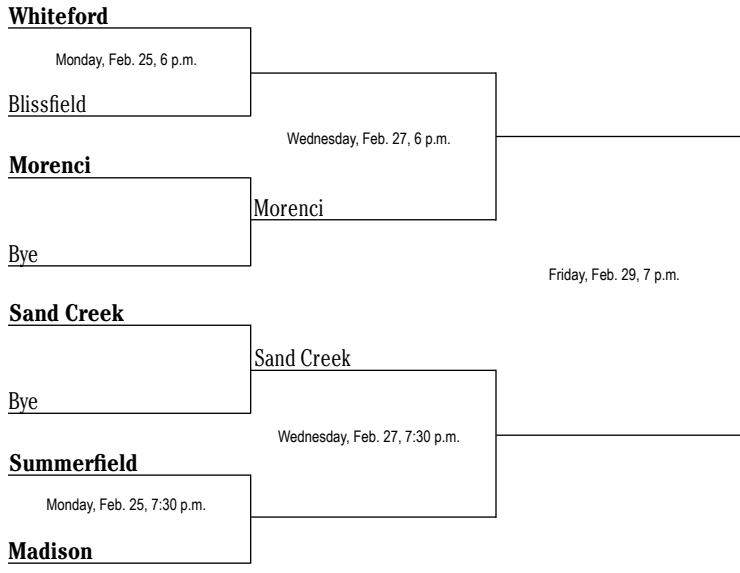 Whiteford
Monday, Feb. 25, 6 p.m.
Blissfield
Wednesday, Feb. 27, 6 p.m.
Morenci
Morenci
Bye
Friday, Feb. 29, 7 p.m.
Sand Creek
Sand Creek
Bye
Wednesday, Feb. 27, 7:30 p.m.
Summerfield
Monday, Feb. 25, 7:30 p.m.
Madison